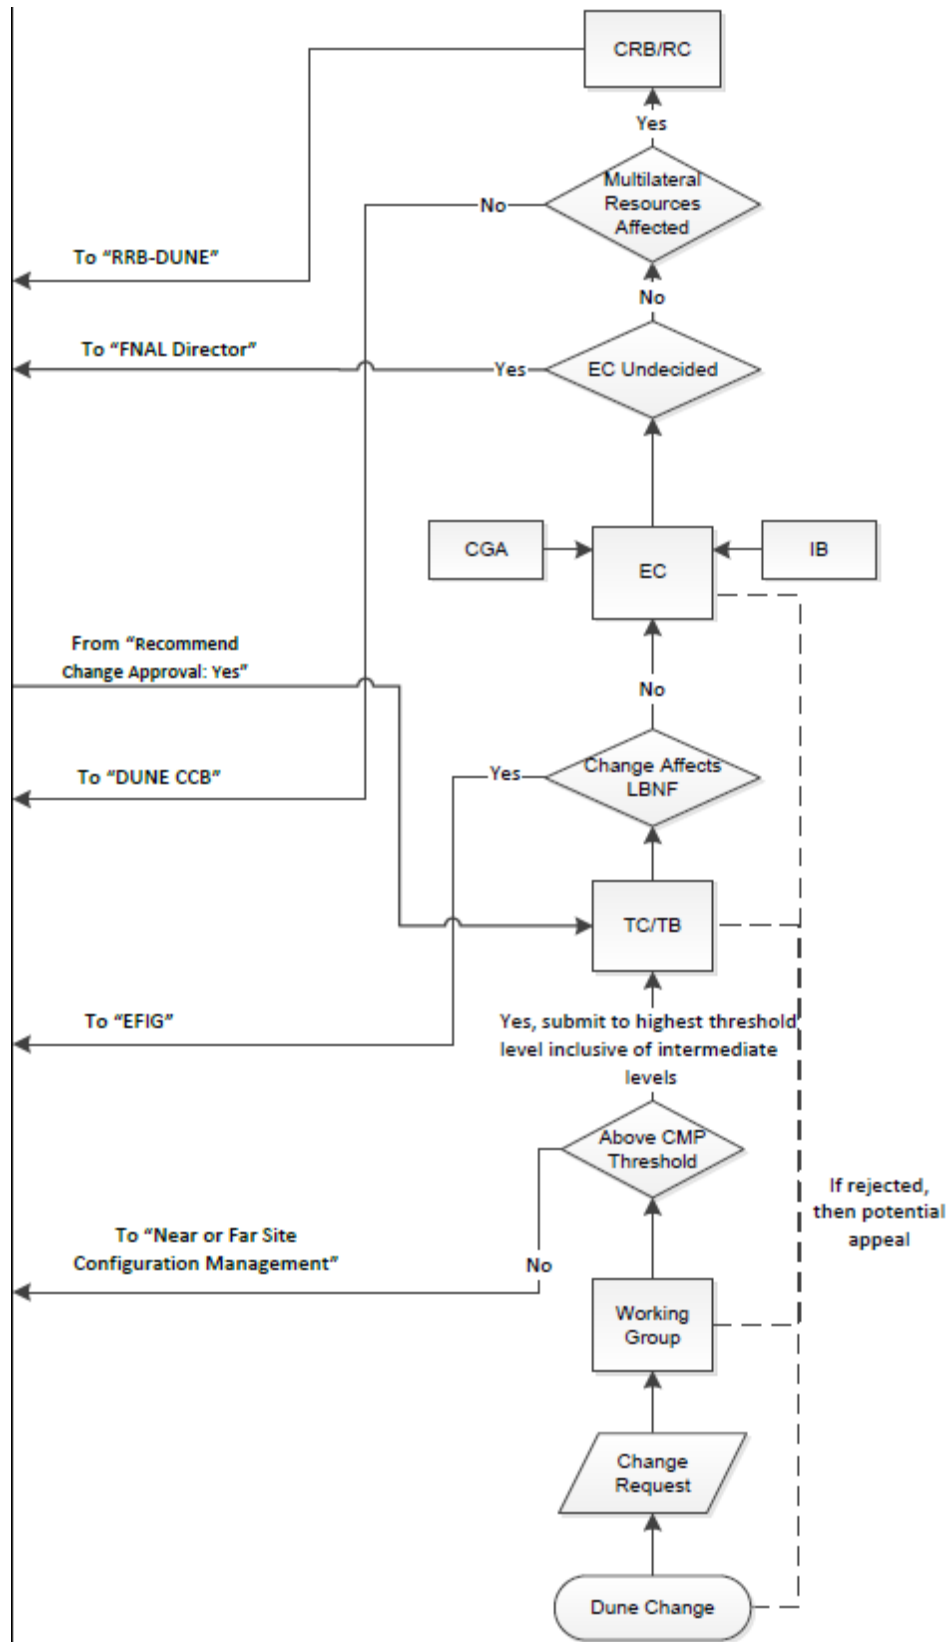 CRB/RC
Yes
Multilateral
Resources
Affected
No
To “RRB-DUNE”
No
To “FNAL Director”
Yes
EC Undecided
CGA
EC
IB
From “Recommend
Change Approval: Yes”
No
To “DUNE CCB”
Yes
Change Affects
LBNF
TC/TB
To “EFIG”
Yes, submit to highest threshold
level inclusive of intermediate
levels
Above CMP
Threshold
If rejected,
then potential
appeal
To “Near or Far Site
Configuration Management”
No
Working
Group
Change
Request
Dune Change